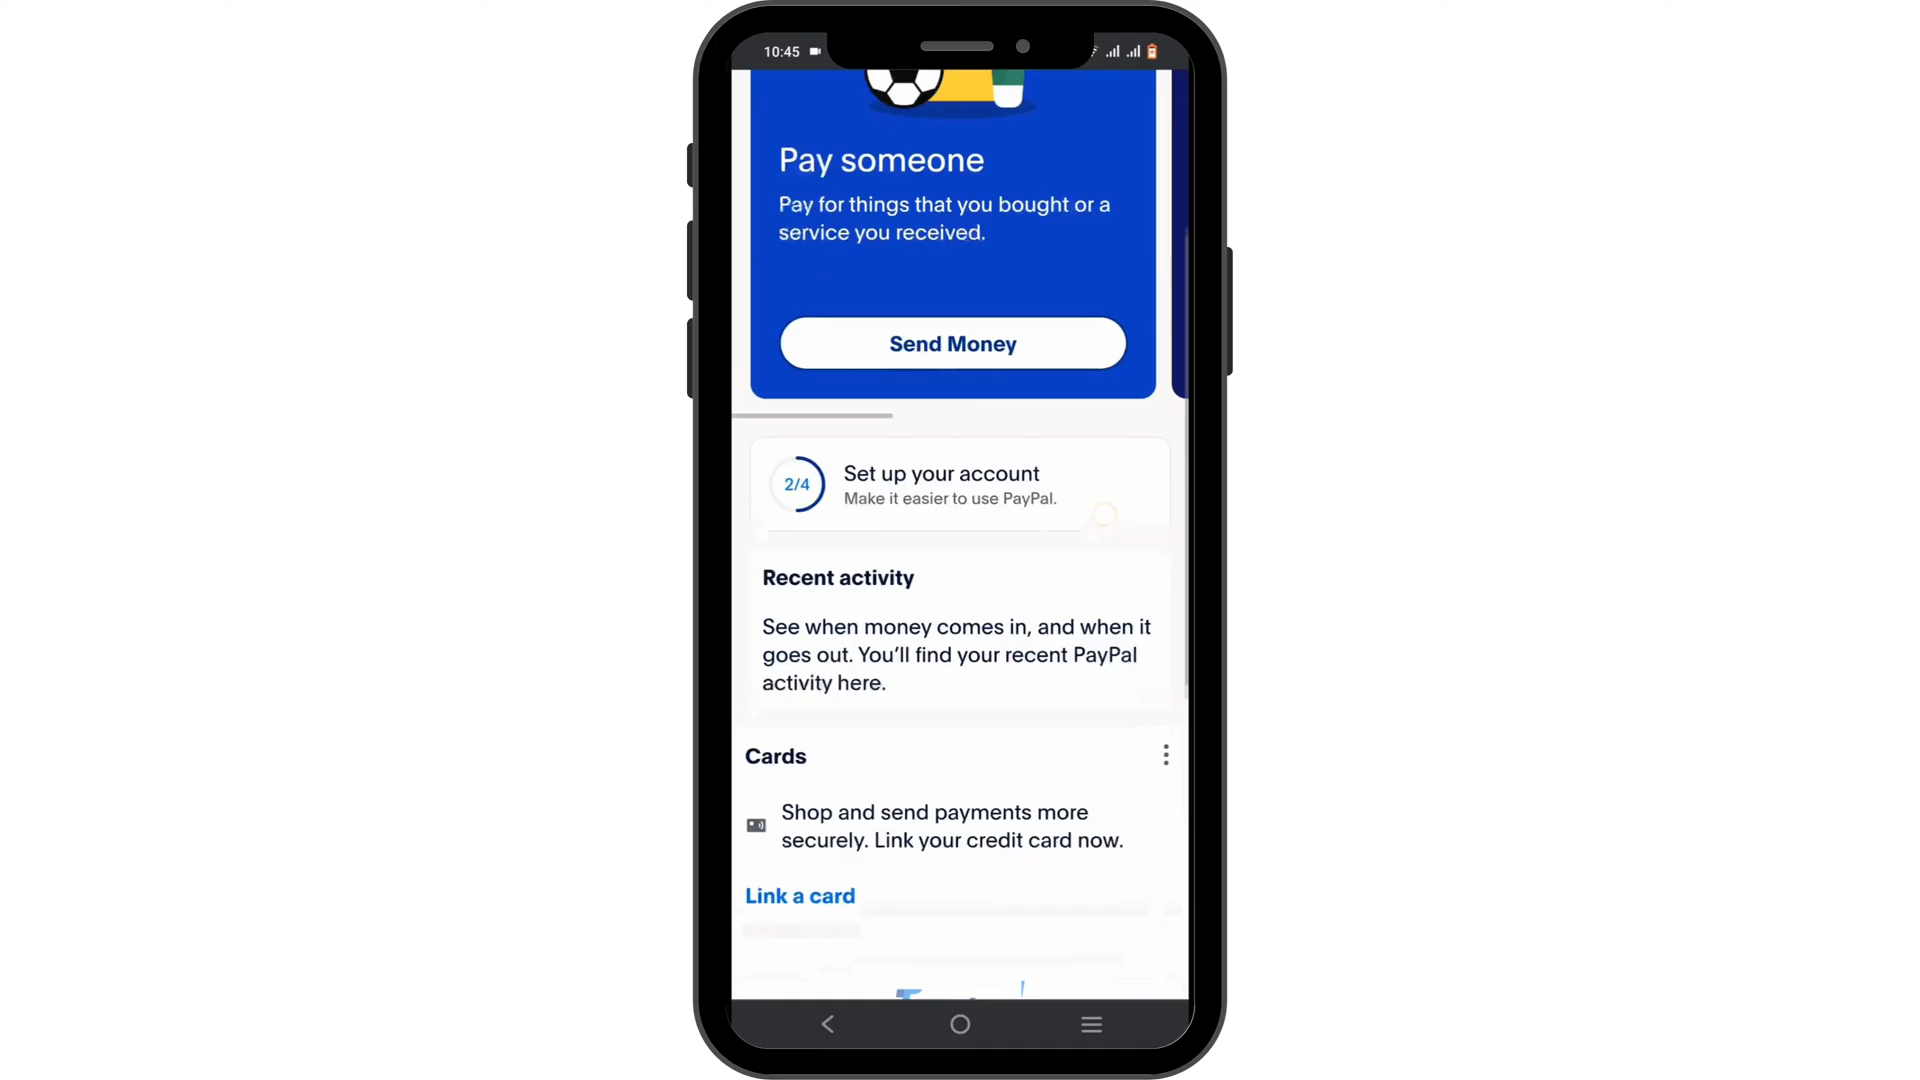 10:45
Pay someone
Pay for things that you bought or a
service you received.
Send Money
2/4
Set up your account
Make it easier to use PayPal.
Recent activity
See when money comes in, and when it
goes out. You’ll find your recent PayPal
activity here.
Cards
Shop and send payments more
securely. Link your credit card now.
Link a card